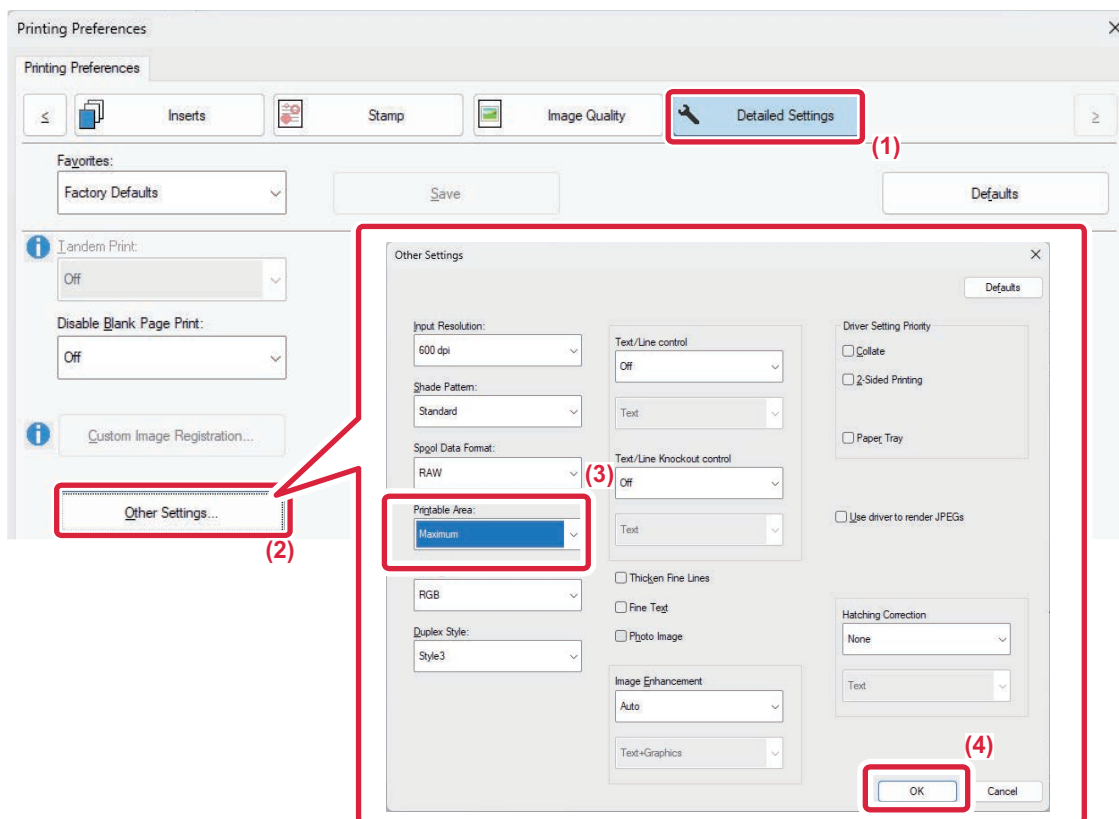 Printing Preferences
Printing Preferences
≤ Inserts Stamp Image Quality Detailed Settings ≥
(1)
Favorites:
Factory Defaults
Save
Defaults
Tandem Print:
Off
Disable Blank Page Print:
Off
Custom Image Registration...
Other Settings...
(2)
Other Settings
Defaults
Input Resolution:
600 dpi
Shade Pattern:
Standard
Spool Data Format:
RAW
(3)
Printable Area:
Maximum
RGB
Duplex Style:
Style3
Text/Line control
Off
Text
Text/Line Knockout control
Off
Text
Thicken Fine Lines
Fine Text
Photo Image
Image Enhancement
Auto
Text+Graphics
Driver Setting Priority
Collate
2-Sided Printing
Paper Tray
Use driver to render JPEGs
Hatching Correction
None
Text
(4)
OK Cancel